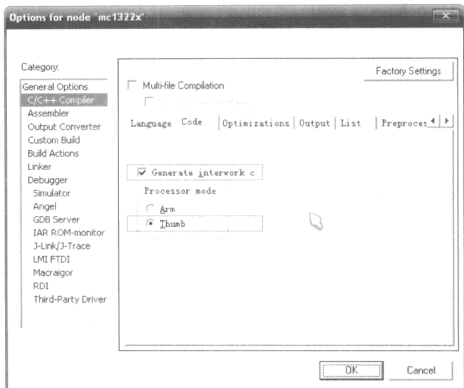 Options for node "mc1322x"
Category:
Factory Settings
General Options
C/C++ Compiler
Assembler
Output Converter
Custom Build
Build Actions
Linker
Debugger
Simulator
Angel
GDB Server
IAR ROM-monitor
J-Link/J-Trace
LMI FTDI
Macraigor
RDI
Third-Party Driver
Multi-file Compilation
Language Code Optimizations Output List Preproces
Generate interwork c
Processor mode
Arm
Thumb
OK Cancel